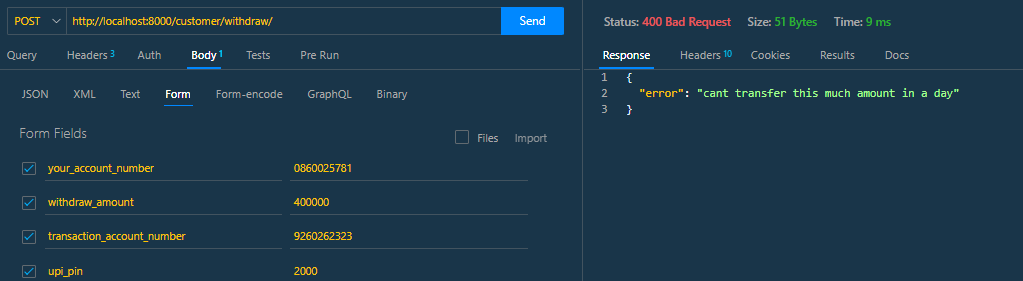 POST http://localhost:8000/customer/withdraw/ Send
Query Headers 3 Auth Body 1 Tests Pre Run
JSON XML Text Form Form-encode GraphQL Binary
Form Fields Files Import
your_account_number 0860025781
withdraw_amount 400000
transaction_account_number 9260262323
upi_pin 2000
Status: 400 Bad Request Size: 51 Bytes Time: 9 ms
Response Headers 10 Cookies Results Docs
1 {
2 "error": "cant transfer this much amount in a day"
3 }